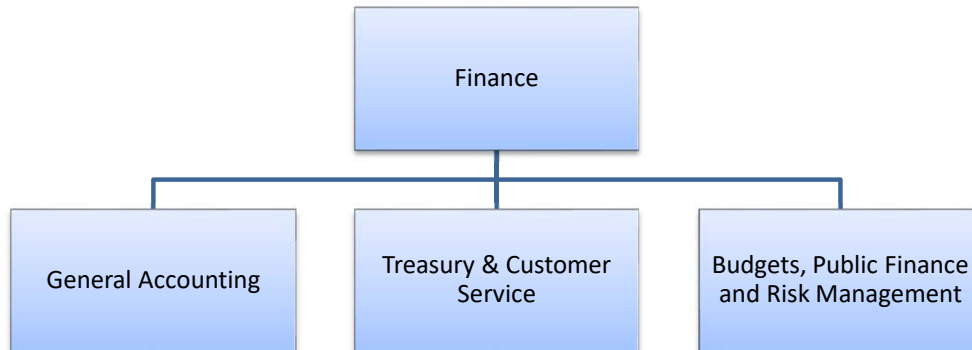 Finance
General Accounting
Treasury & Customer
Service
Budgets, Public Finance
and Risk Management